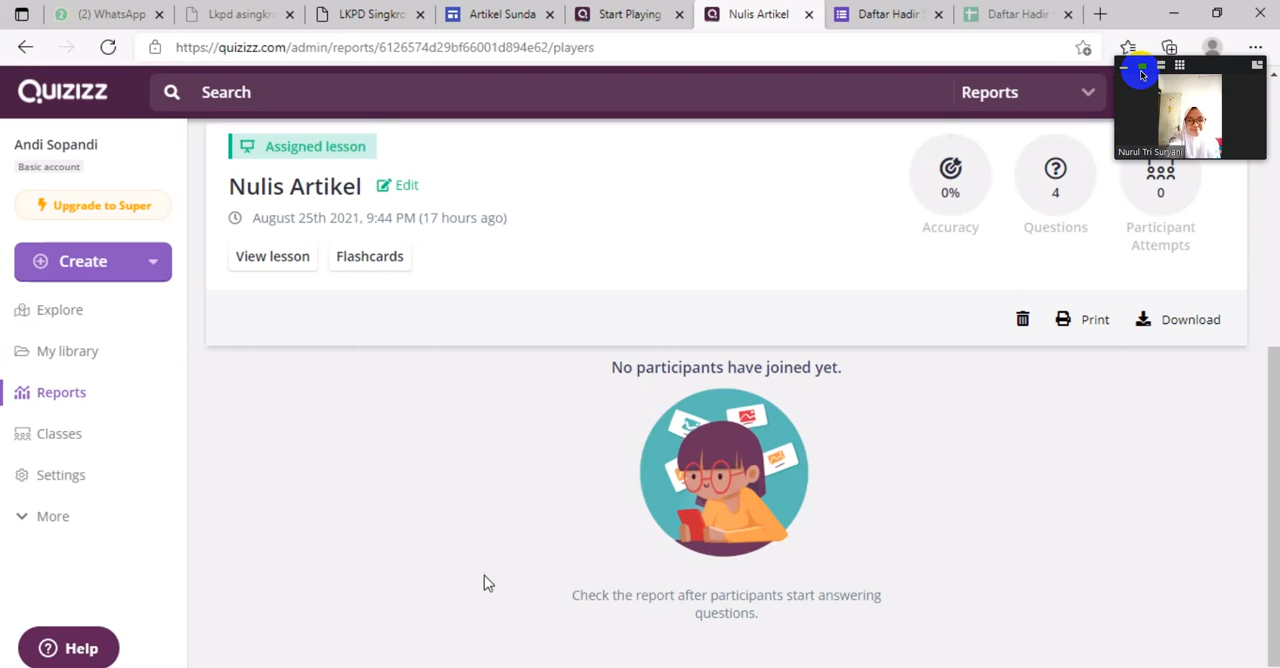 (2) WhatsApp
Lkpd asingkr
LKPD Singkro
Artikel Sunda
Start Playing
Nulis Artikel
Daftar Hadir
Daftar Hadir
https://quizizz.com/admin/reports/6126574d29bf66001d894e62/players
QUIZIZZ
Search
Reports
Nurul Tri Suryani
Andi Sopandi
Basic account
Upgrade to Super
Create
Explore
My library
Reports
Classes
Settings
More
Help
Assigned lesson
Nulis Artikel
Edit
August 25th 2021, 9:44 PM (17 hours ago)
View lesson
Flashcards
0%
Accuracy
4
Questions
0
Participant
Attempts
Print
Download
No participants have joined yet.
Check the report after participants start answering
questions.